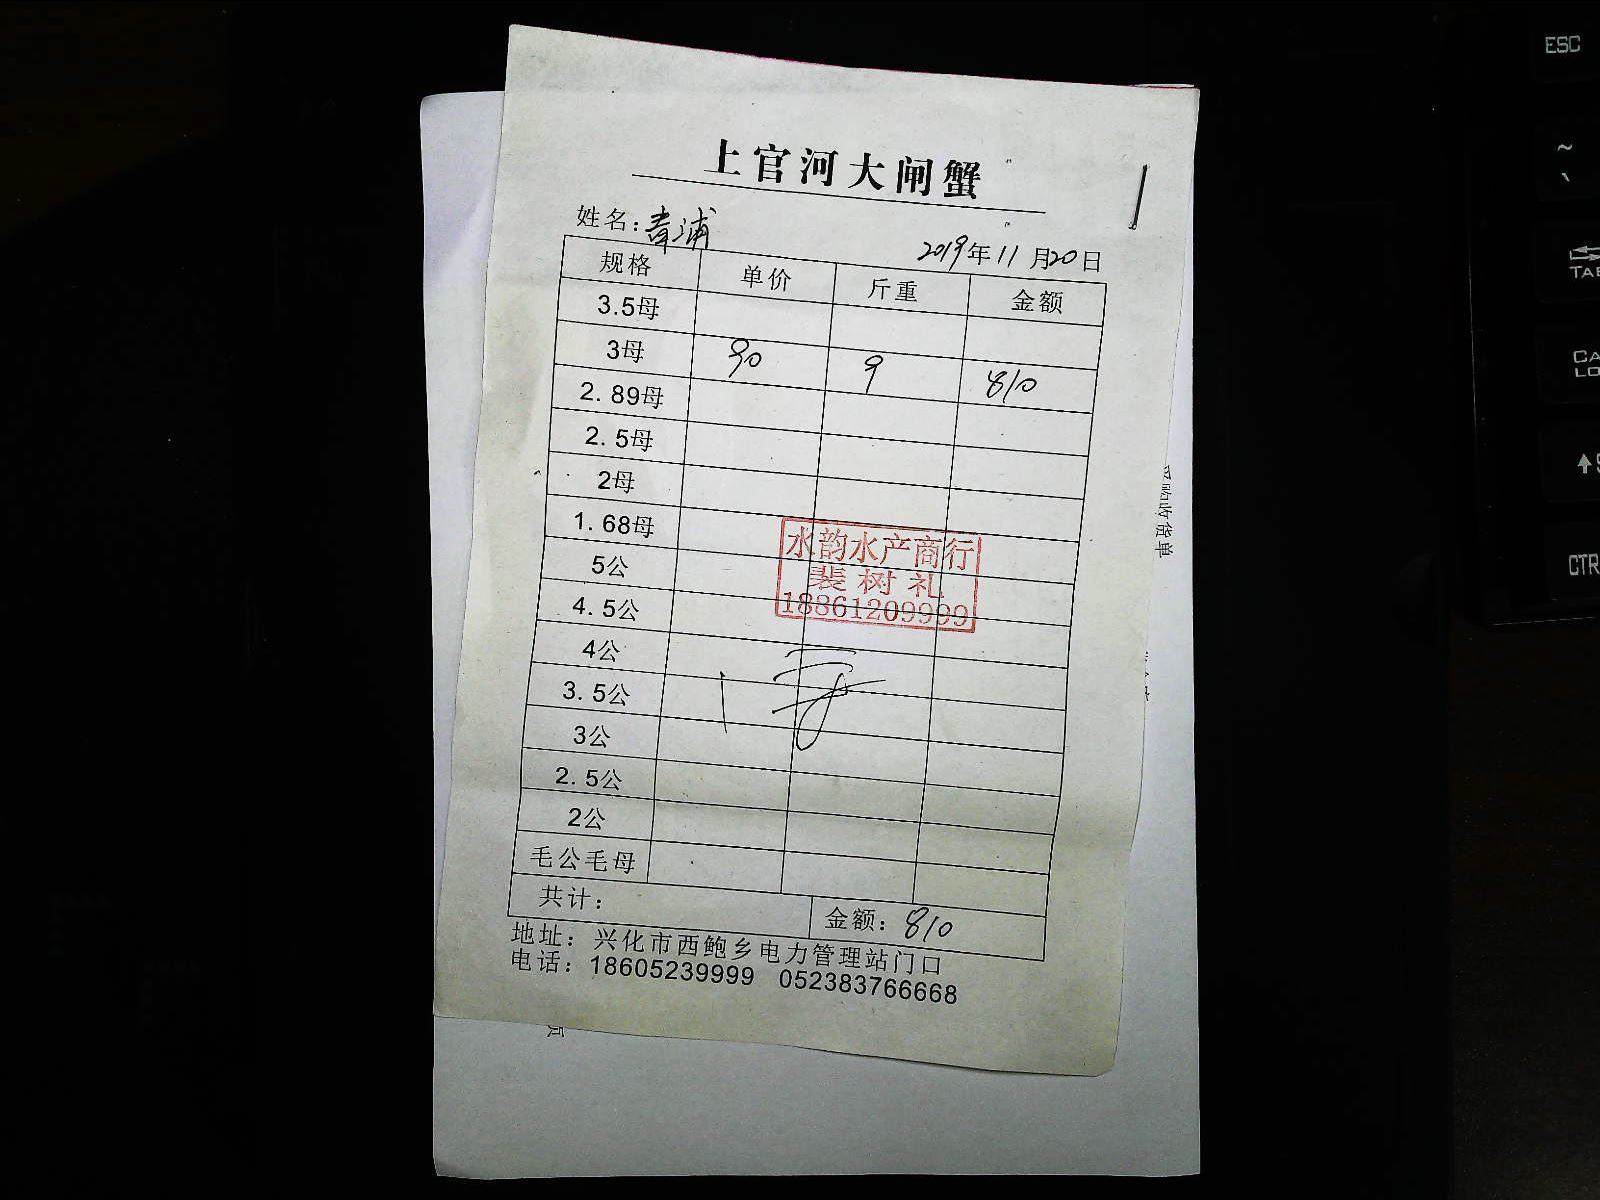 上官河大闸蟹
姓名：青浦 2019年11月20日
规格 单价 斤重 金额
3.5母
3母 90 9 810
2.89母
2.5母
2母
1.68母
5公
4.5公
4公
3.5公
3公
2.5公
2公
毛公毛母
水韵水产商行
裴树礼
18861209999
共计： 金额：810
地址：兴化市西鲍乡电力管理站门口
电话：18605239999 052383766668
采购收货单
ESC
~
TAB
CTR